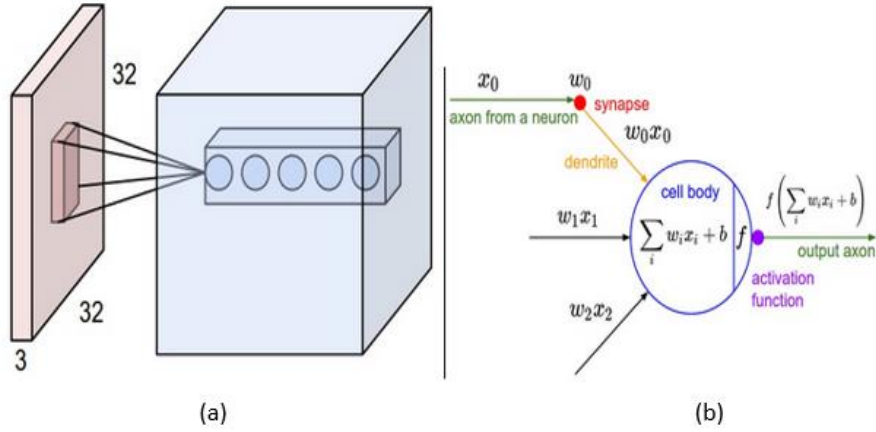 32
32
3
(a)
x₀
w₀
synapse
axon from a neuron
w₀x₀
dendrite
cell body
f(∑ᵢ wᵢxᵢ + b)
w₁x₁
∑ᵢ wᵢxᵢ + b
f
output axon
activation
function
w₂x₂
(b)